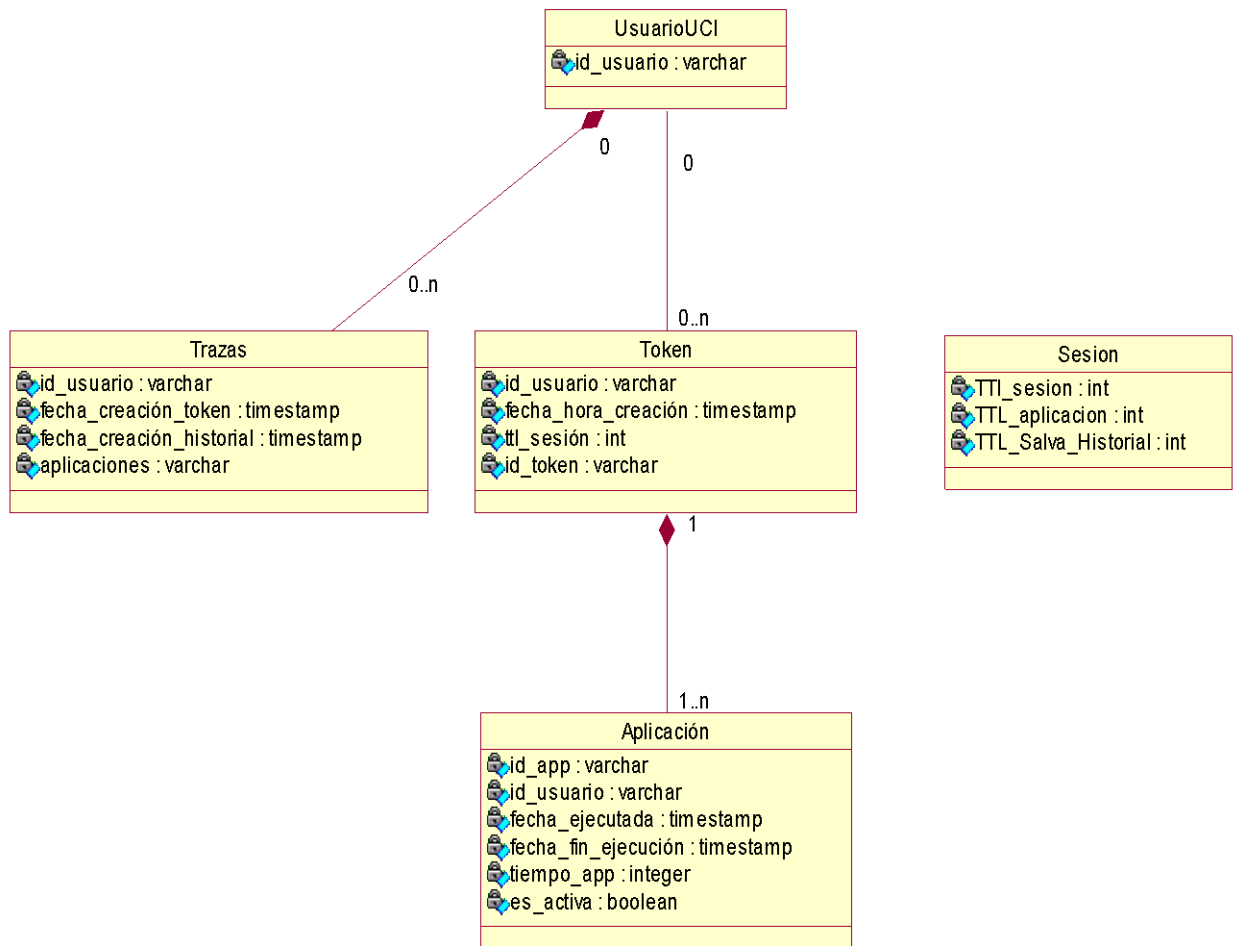 UsuarioUCI
id_usuario : varchar
0
0
0..n
0..n
Trazas
id_usuario : varchar
fecha_creación_token : timestamp
fecha_creación_historial : timestamp
aplicaciones : varchar
Token
id_usuario : varchar
fecha_hora_creación : timestamp
ttl_sesión : int
id_token : varchar
Sesion
TTl_sesion : int
TTL_aplicacion : int
TTL_Salva_Historial : int
1
1..n
Aplicación
id_app : varchar
id_usuario : varchar
fecha_ejecutada : timestamp
fecha_fin_ejecución : timestamp
tiempo_app : integer
es_activa : boolean